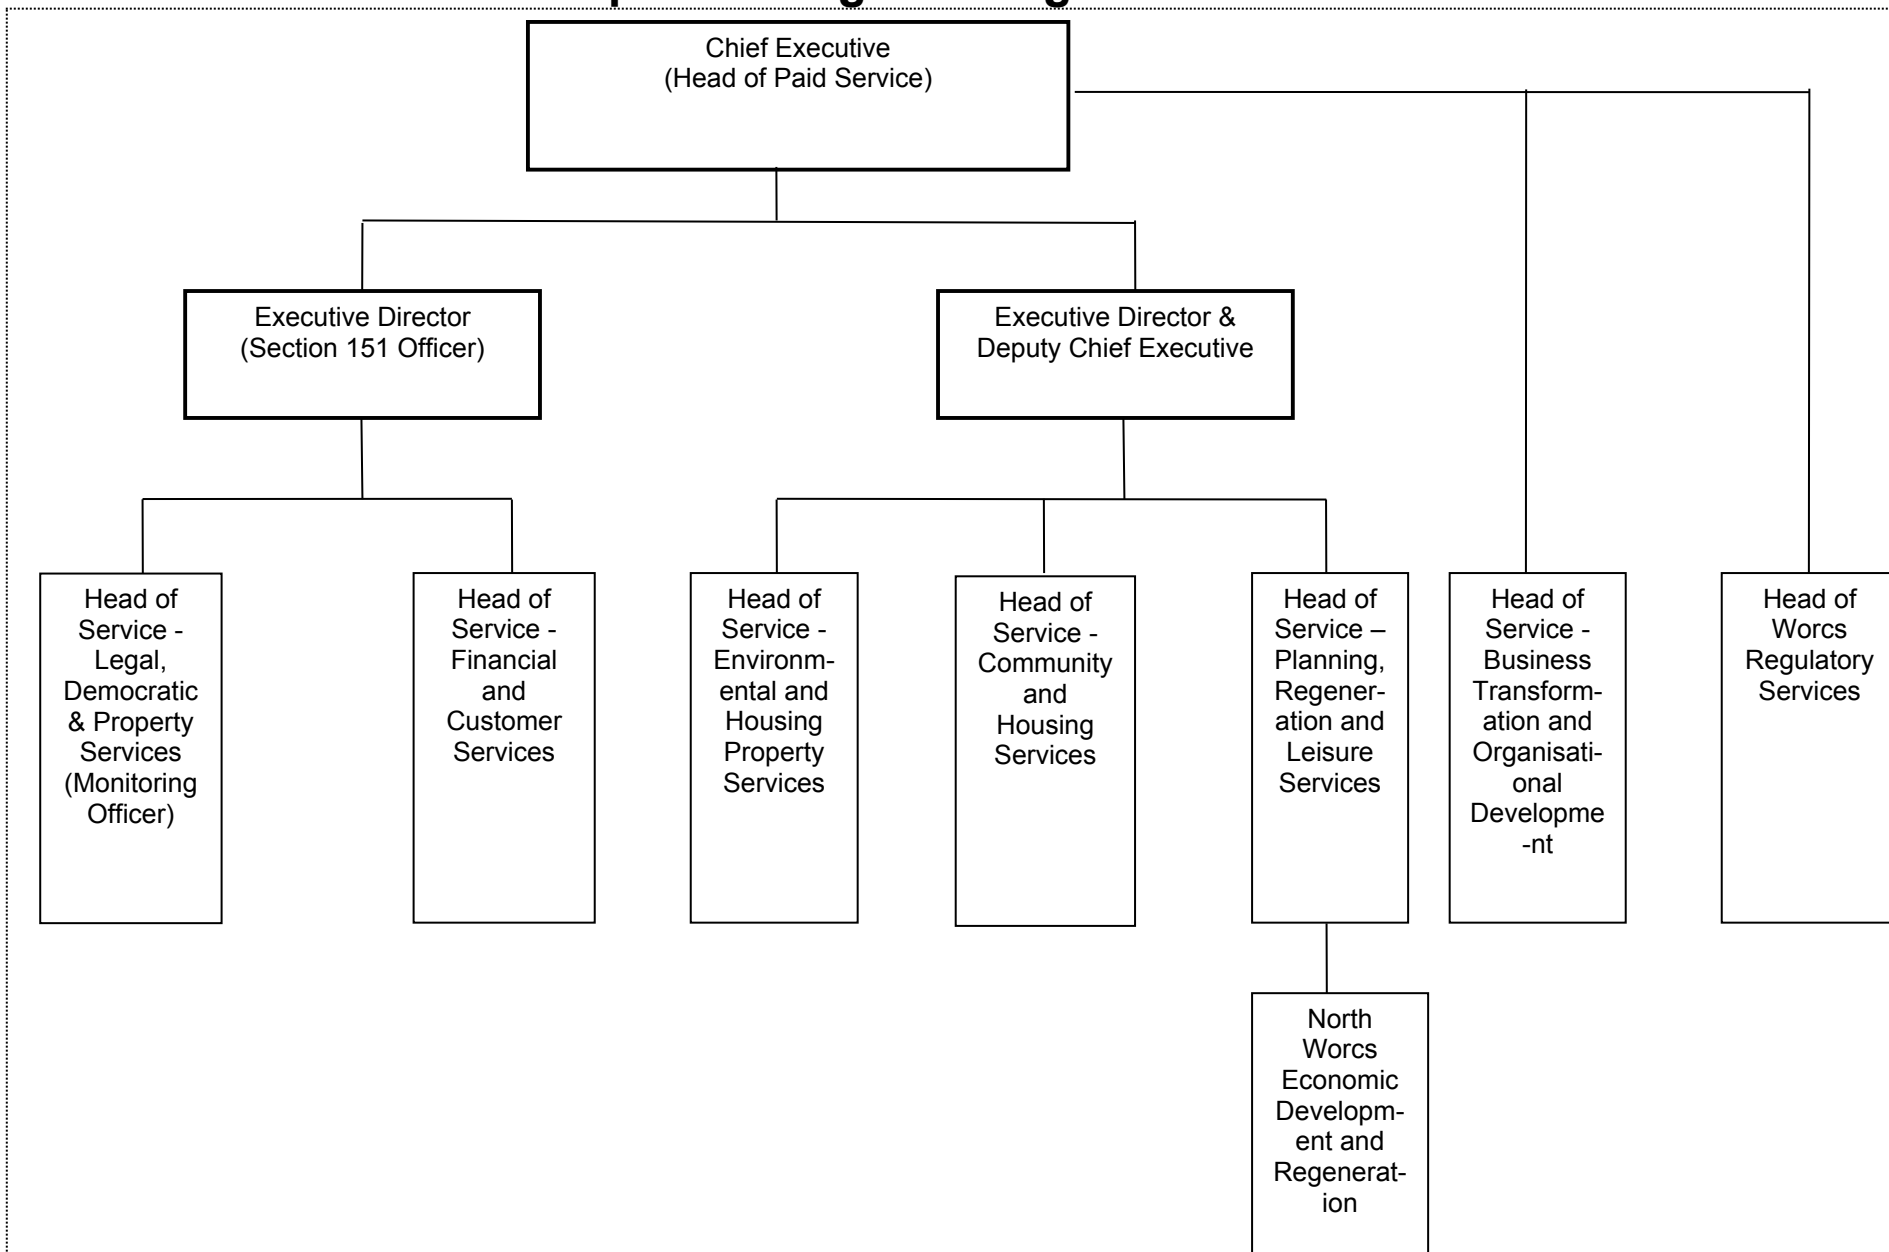 Chief Executive
(Head of Paid Service)
Executive Director
(Section 151 Officer)
Executive Director &
Deputy Chief Executive
Head of
Service -
Legal,
Democratic
& Property
Services
(Monitoring
Officer)
Head of
Service -
Financial
and
Customer
Services
Head of
Service -
Environm-
ental and
Housing
Property
Services
Head of
Service -
Community
and
Housing
Services
Head of
Service –
Planning,
Regener-
ation and
Leisure
Services
Head of
Service -
Business
Transform-
ation and
Organisati-
onal
Developme
-nt
Head of
Worcs
Regulatory
Services
North
Worcs
Economic
Developm-
ent and
Regenerat-
ion